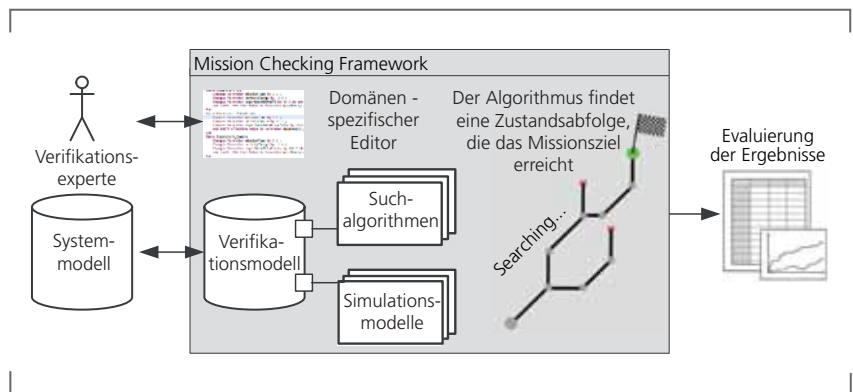 Mission Checking Framework
Verifikations-
experte
Domänen -
spezifischer
Editor
Der Algorithmus findet
eine Zustandsabfolge,
die das Missionsziel
erreicht
Evaluierung
der Ergebnisse
System-
modell
Verifika-
tionsmodell
Such-
algorithmen
Simulations-
modelle
Searching...